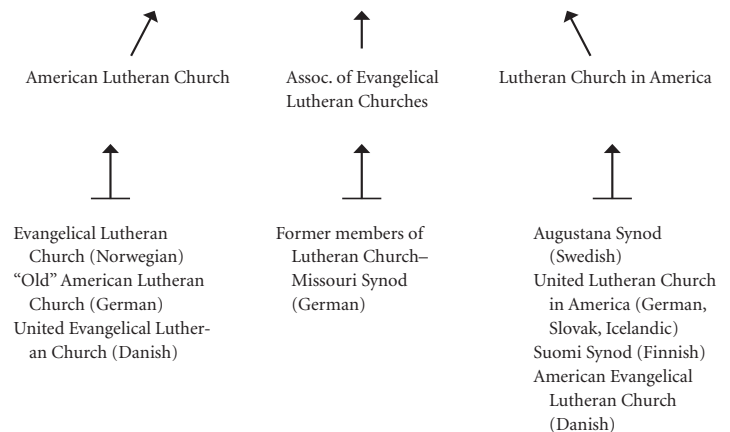 American Lutheran Church
Assoc. of Evangelical
Lutheran Churches
Lutheran Church in America
Evangelical Lutheran
Church (Norwegian)
“Old” American Lutheran
Church (German)
United Evangelical Luther-
an Church (Danish)
Former members of
Lutheran Church–
Missouri Synod
(German)
Augustana Synod
(Swedish)
United Lutheran Church
in America (German,
Slovak, Icelandic)
Suomi Synod (Finnish)
American Evangelical
Lutheran Church
(Danish)